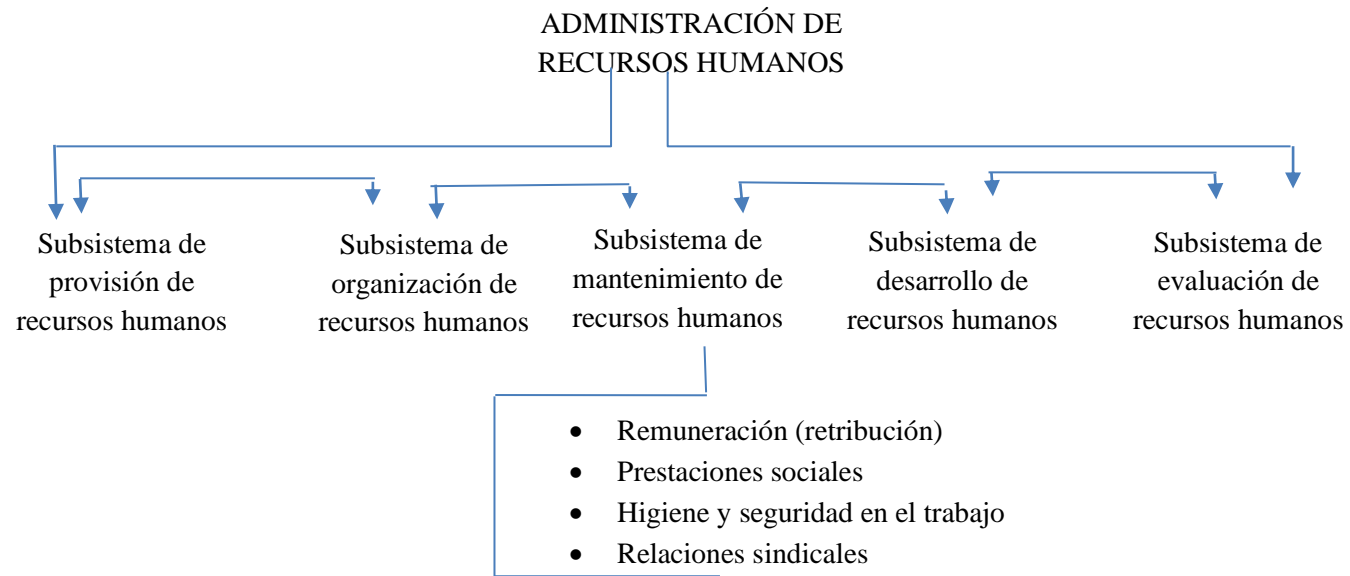 ADMINISTRACIÓN DE
RECURSOS HUMANOS
Subsistema de
provisión de
recursos humanos
Subsistema de
organización de
recursos humanos
Subsistema de
mantenimiento de
recursos humanos
Subsistema de
desarrollo de
recursos humanos
Subsistema de
evaluación de
recursos humanos
• Remuneración (retribución)
• Prestaciones sociales
• Higiene y seguridad en el trabajo
• Relaciones sindicales